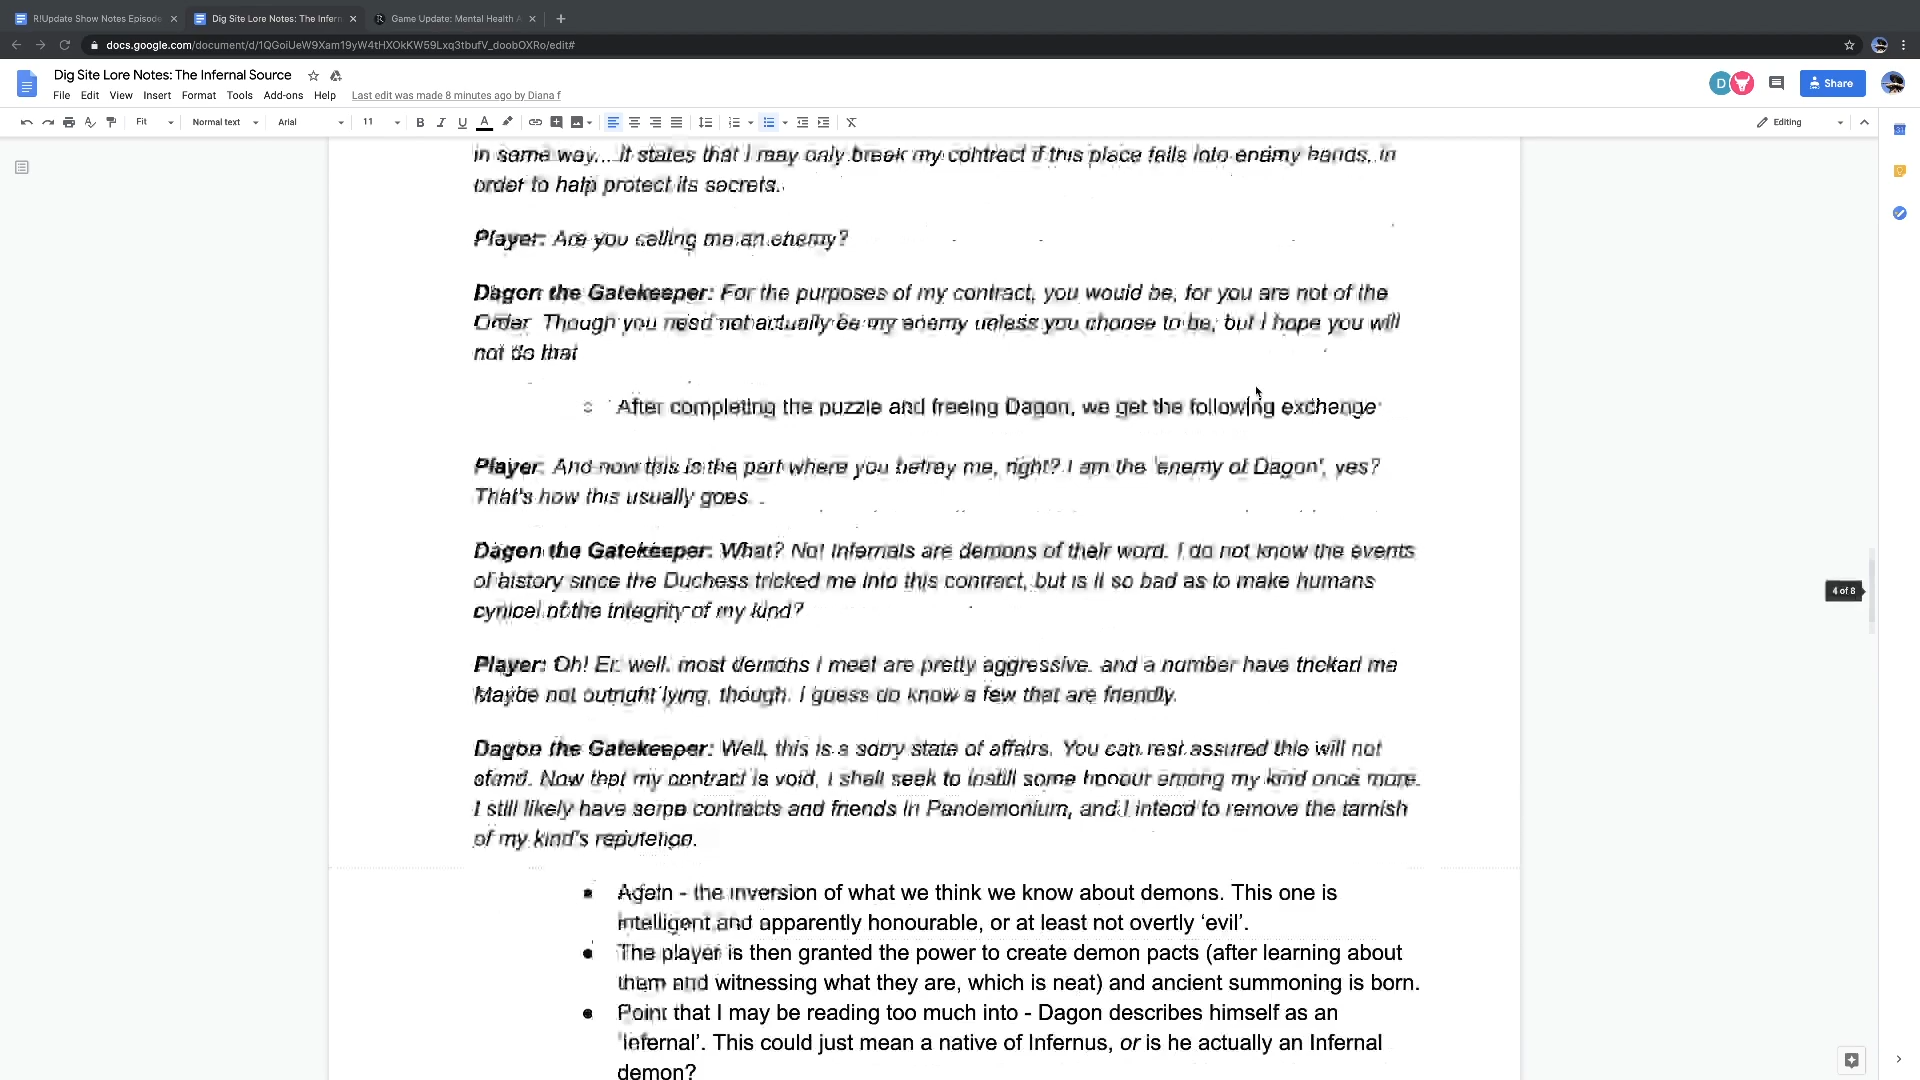 R!Update Show Notes Episode
Dig Site Lore Notes: The Infern
Game Update: Mental Health A
docs.google.com/document/d/1QGoiUeW9Xam19yW4tHXOkKW59Lxq3tbufV_doobOXRo/edit#
Dig Site Lore Notes: The Infernal Source
File Edit View Insert Format Tools Add-ons Help Last edit was made 8 minutes ago by Diana f
D Share
Fit Normal text Arial 11 B I U A Editing
in some way... It states that I may only break my contract if this place falls into enemy hands, in
order to help protect its secrets.
Player: Are you calling me an enemy?
Dagon the Gatekeeper: For the purposes of my contract, you would be, for you are not of the
Order. Though you need not actually be my enemy unless you choose to be, but I hope you will
not do that
○ After completing the puzzle and freeing Dagon, we get the following exchange
Player: And now this is the part where you betray me, right? I am the 'enemy of Dagon', yes?
That's how this usually goes...
Dagon the Gatekeeper: What? No! Infernals are demons of their word. I do not know the events
of history since the Duchess tricked me into this contract, but is it so bad as to make humans
cynical of the integrity of my kind?
Player: Oh! Er, well, most demons I meet are pretty aggressive, and a number have tricked me
Maybe not outright lying, though. I guess do know a few that are friendly.
Dagon the Gatekeeper: Well, this is a sorry state of affairs. You can rest assured this will not
stand. Now that my contract is void, I shall seek to instill some honour among my kind once more.
I still likely have some contracts and friends in Pandemonium, and I intend to remove the tarnish
of my kind's reputation.
4 of 8
■ Again - the inversion of what we think we know about demons. This one is
intelligent and apparently honourable, or at least not overtly ‘evil’.
● The player is then granted the power to create demon pacts (after learning about
them and witnessing what they are, which is neat) and ancient summoning is born.
● Point that I may be reading too much into - Dagon describes himself as an
‘Infernal’. This could just mean a native of Infernus, or is he actually an Infernal
demon?